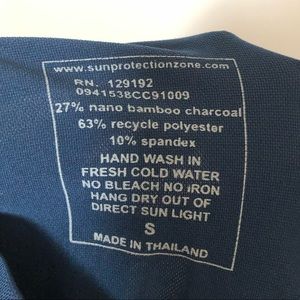 www.sunprotectionzone.com
RN. 129192
0941538CC91009
27% nano bamboo charcoal
63% recycle polyester
10% spandex
HAND WASH IN
FRESH COLD WATER
NO BLEACH NO IRON
HANG DRY OUT OF
DIRECT SUN LIGHT
S
MADE IN THAILAND